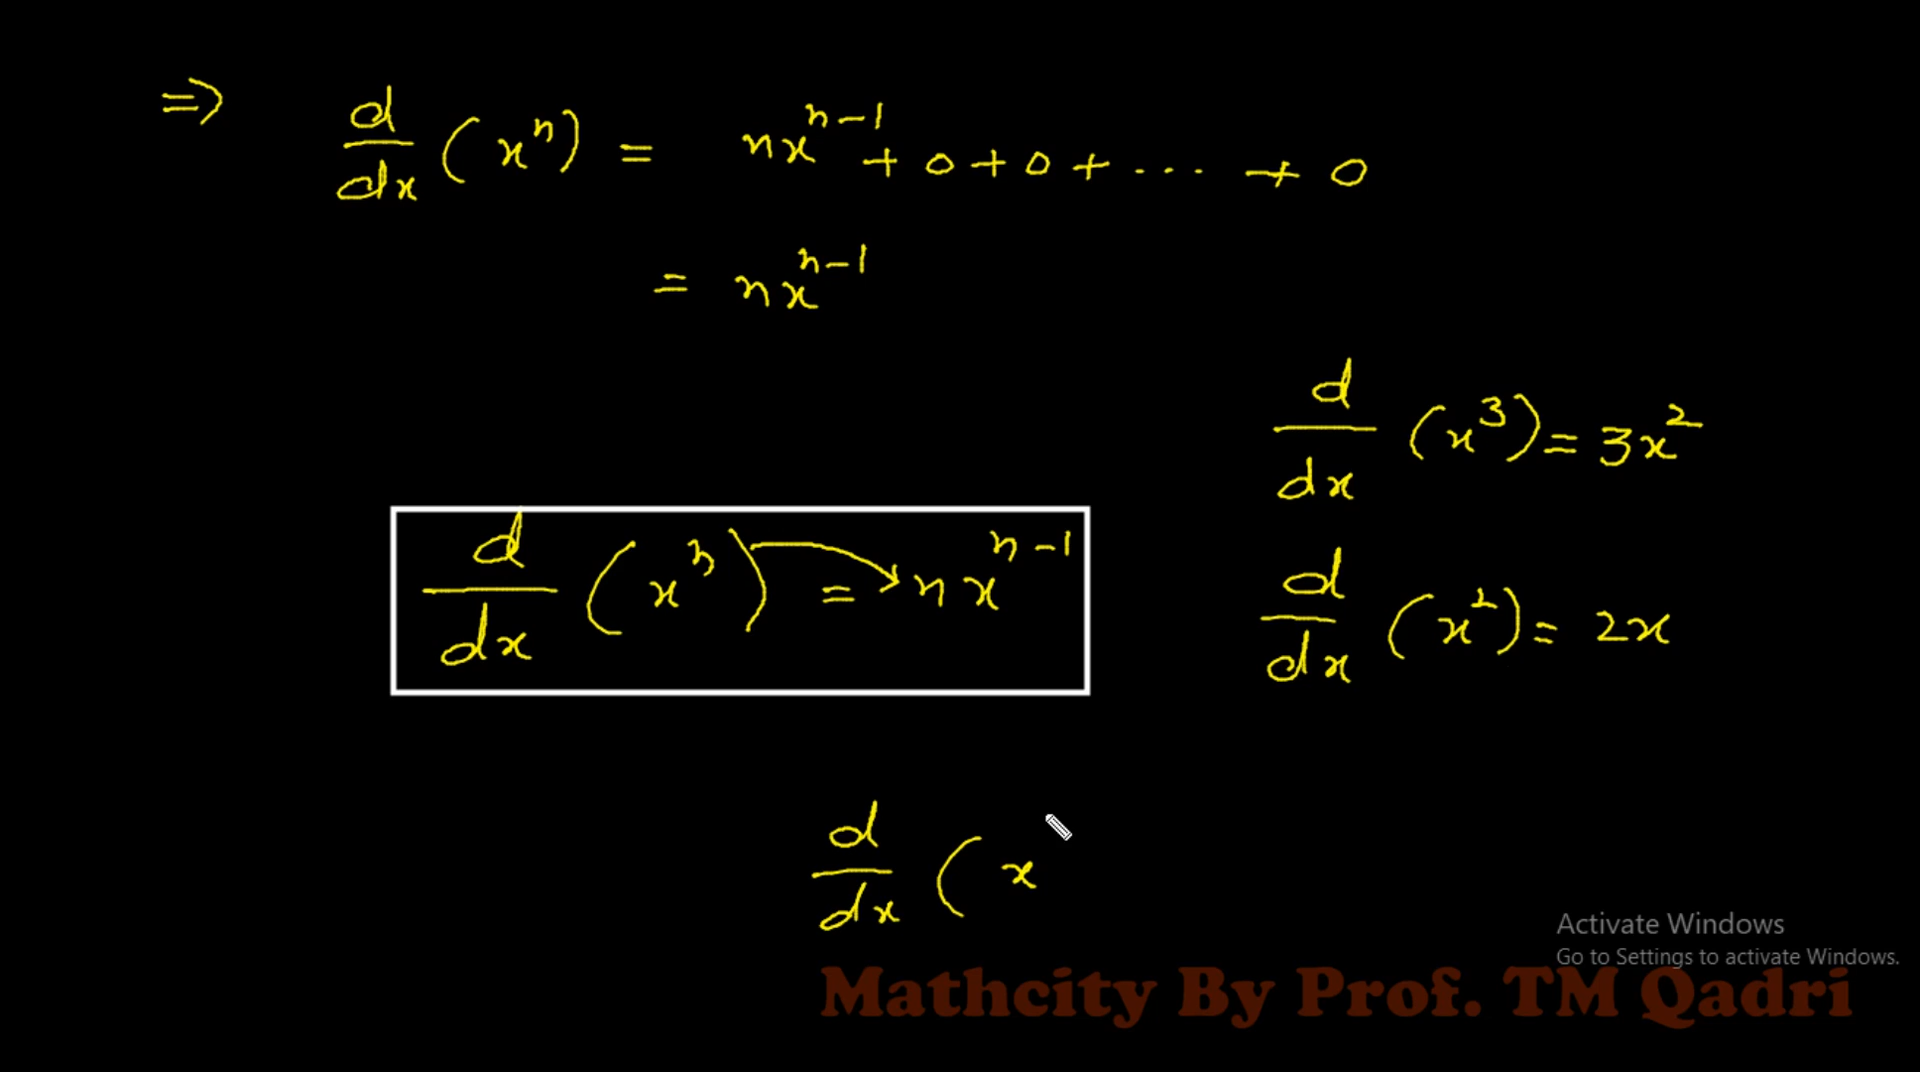 ⇒ d/dx (xⁿ) = nxⁿ⁻¹ + 0 + 0 + ... + 0
= nxⁿ⁻¹
d/dx (x³) = 3x²
d/dx (xⁿ) = nxⁿ⁻¹
d/dx (x²) = 2x
d/dx (x
Activate Windows
Go to Settings to activate Windows.
Mathcity By Prof. TM Qadri